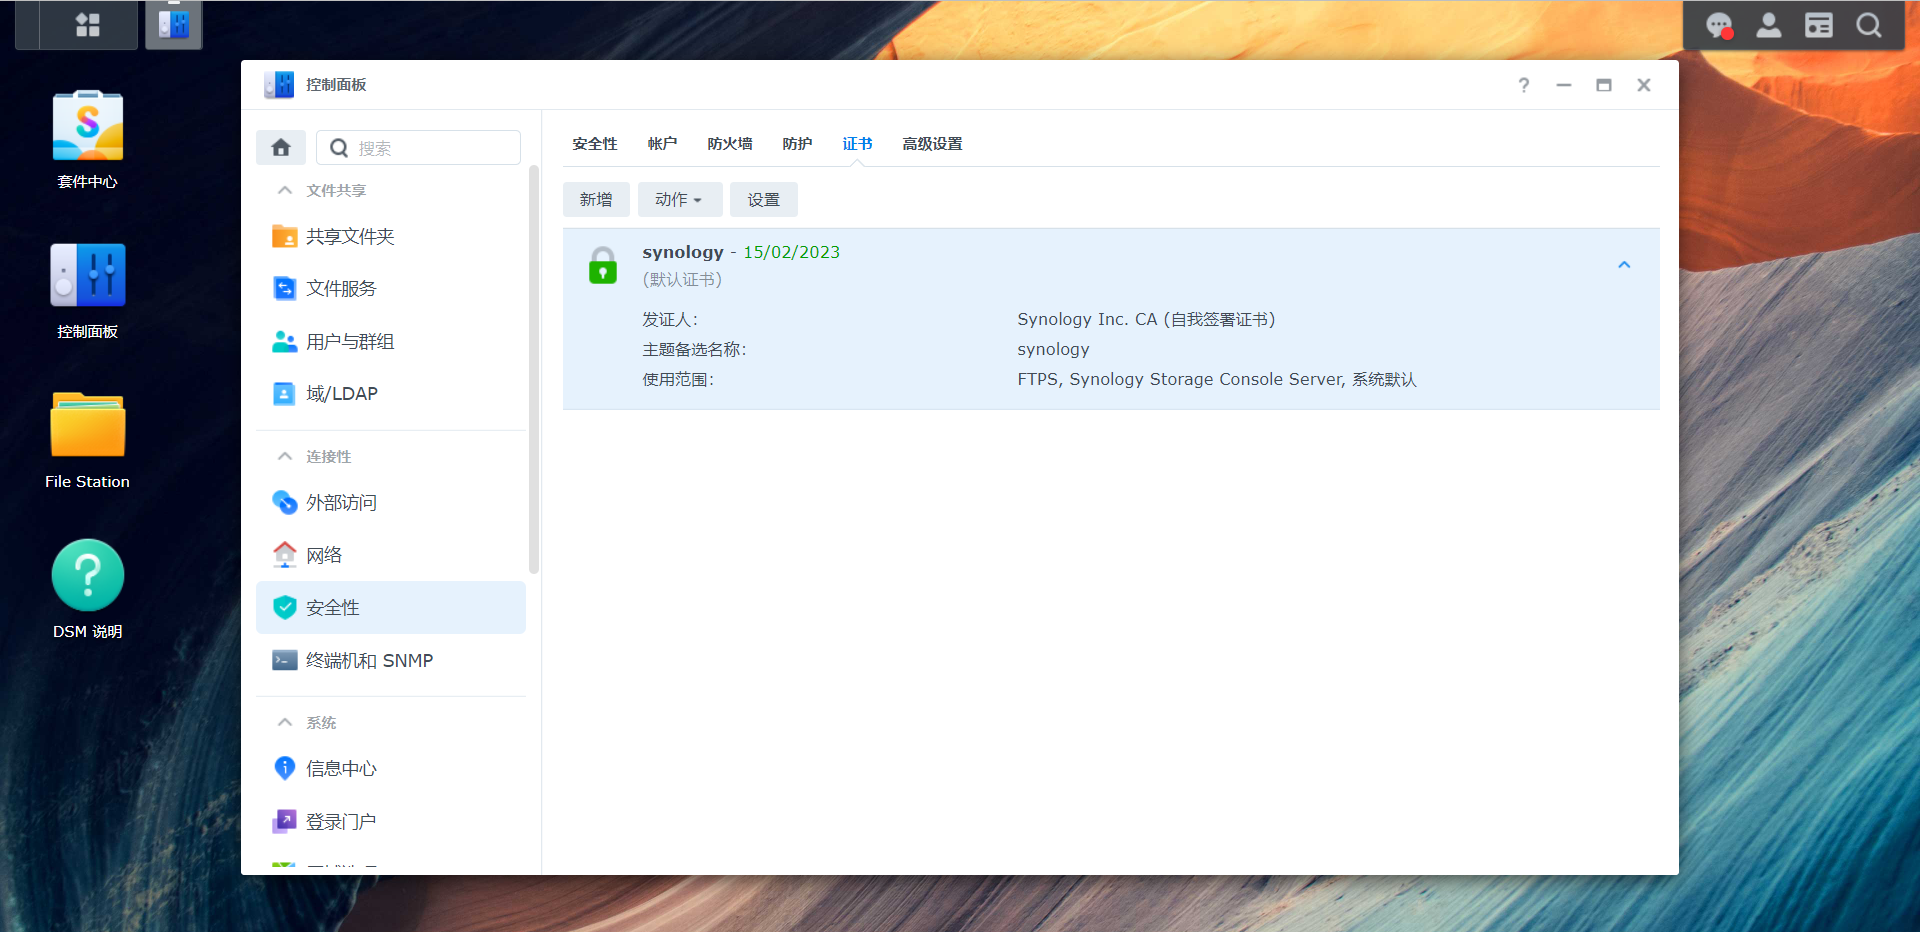 套件中心
控制面板
File Station
DSM 说明
控制面板
搜索
文件共享
共享文件夹
文件服务
用户与群组
域/LDAP
连接性
外部访问
网络
安全性
终端机和 SNMP
系统
信息中心
登录门户
安全性 帐户 防火墙 防护 证书 高级设置
新增 动作 设置
synology - 15/02/2023
(默认证书)
发证人: Synology Inc. CA (自我签署证书)
主题备选名称: synology
使用范围: FTPS, Synology Storage Console Server, 系统默认